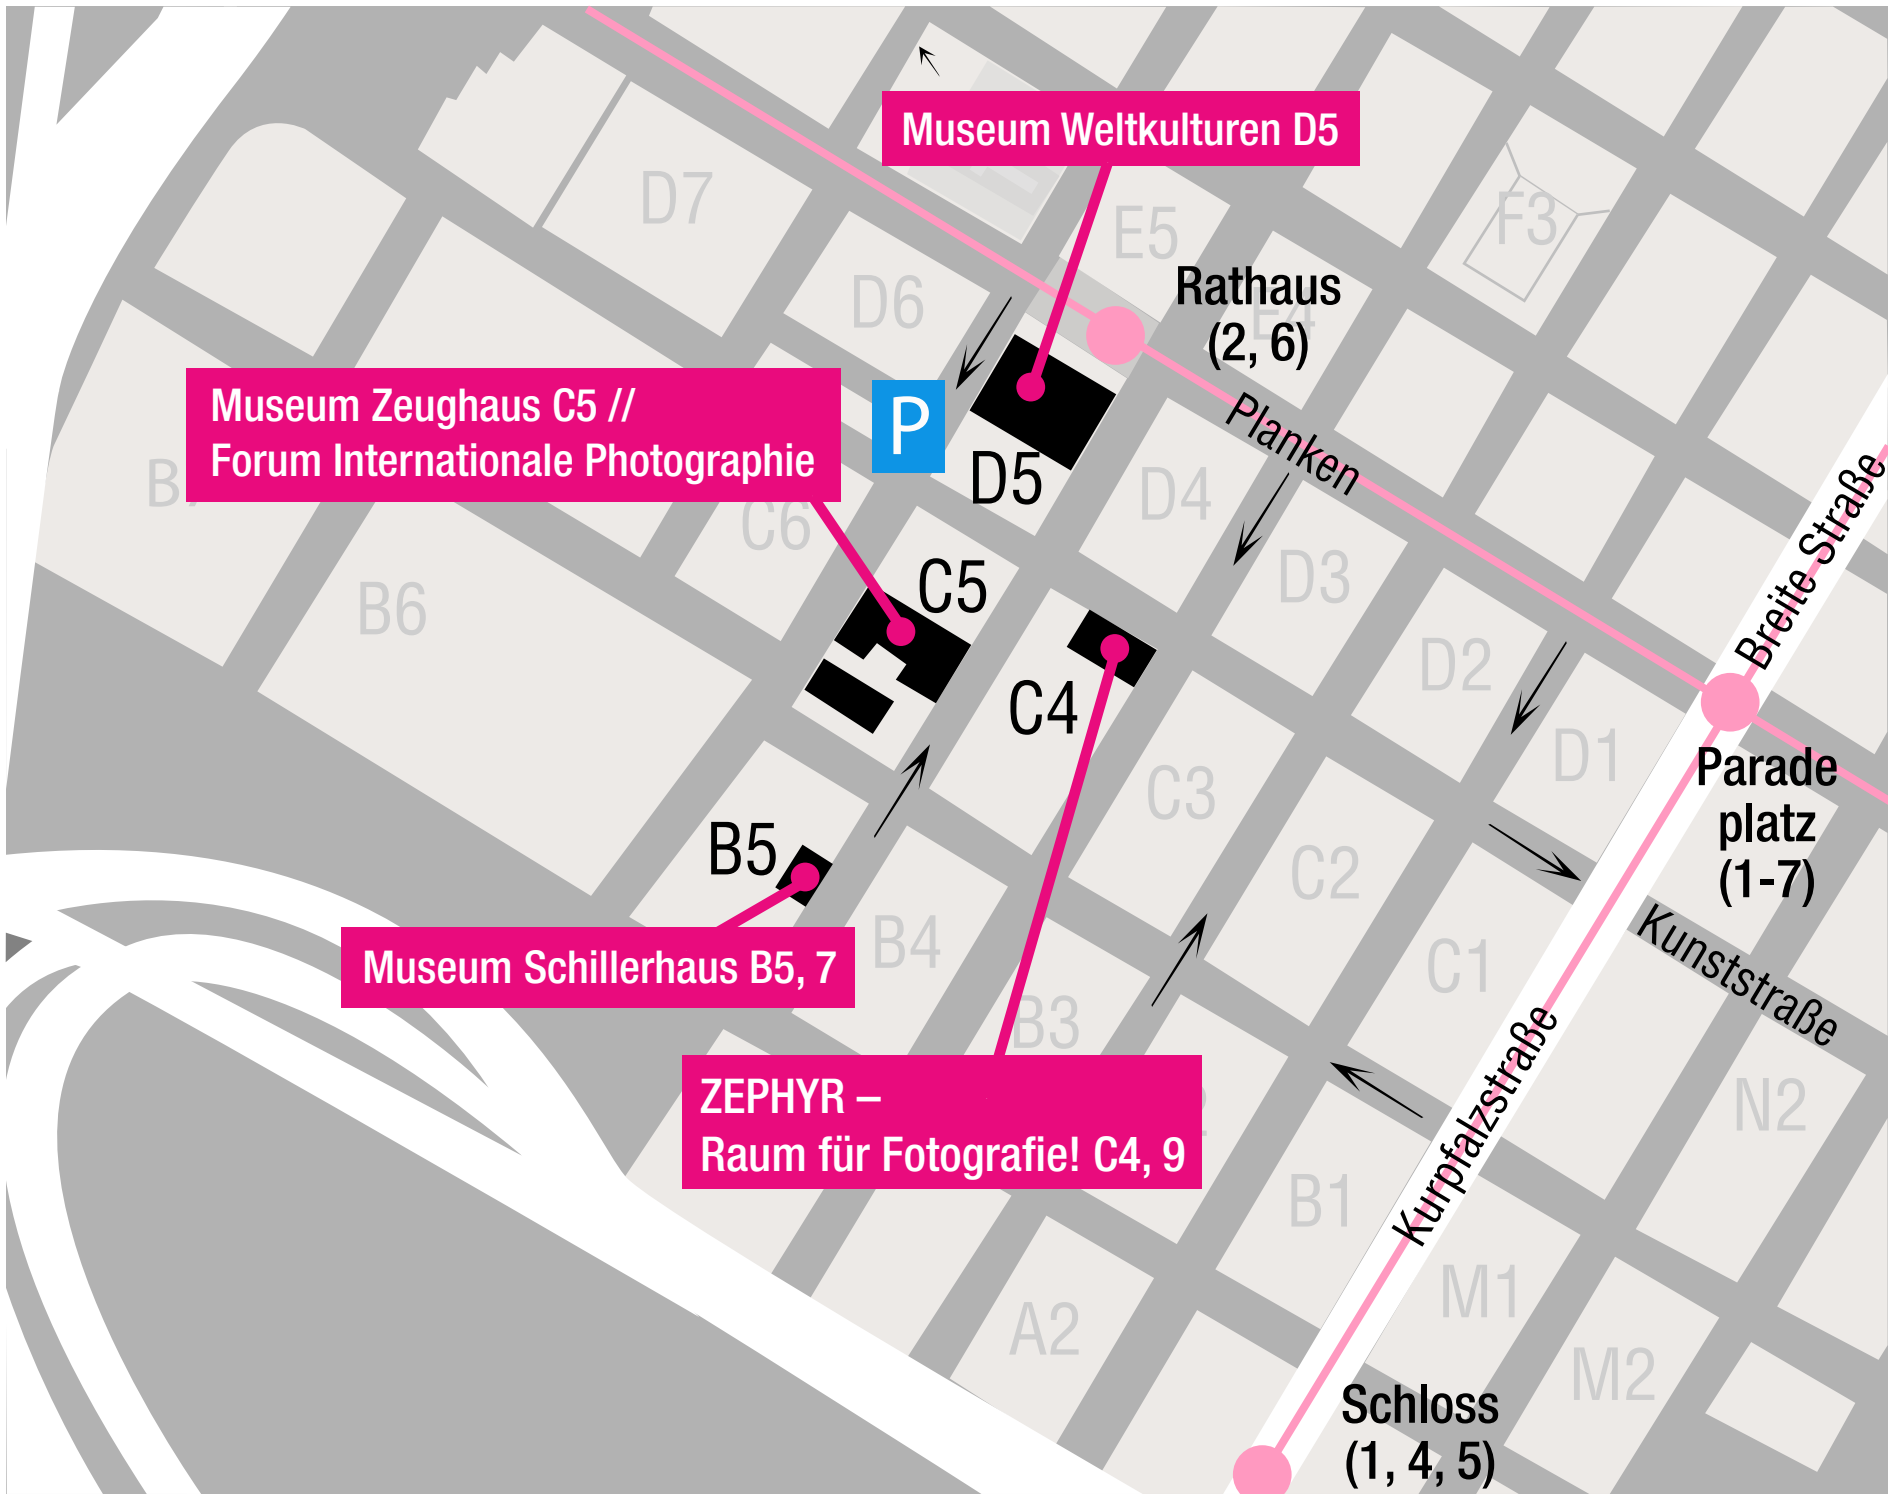 Museum Weltkulturen D5
D7
E5
F3
Rathaus
(2, 6)
E4
D6
Museum Zeughaus C5 //
Forum Internationale Photographie
P
Planken
D5
D4
C6
Breite Straße
C5
D3
B6
D2
C4
D1
Parade
platz
(1-7)
C3
B5
C2
Museum Schillerhaus B5, 7
B4
C1
Kunststraße
B3
Kurpfalzstraße
ZEPHYR –
Raum für Fotografie! C4, 9
N2
B1
M1
A2
M2
Schloss
(1, 4, 5)